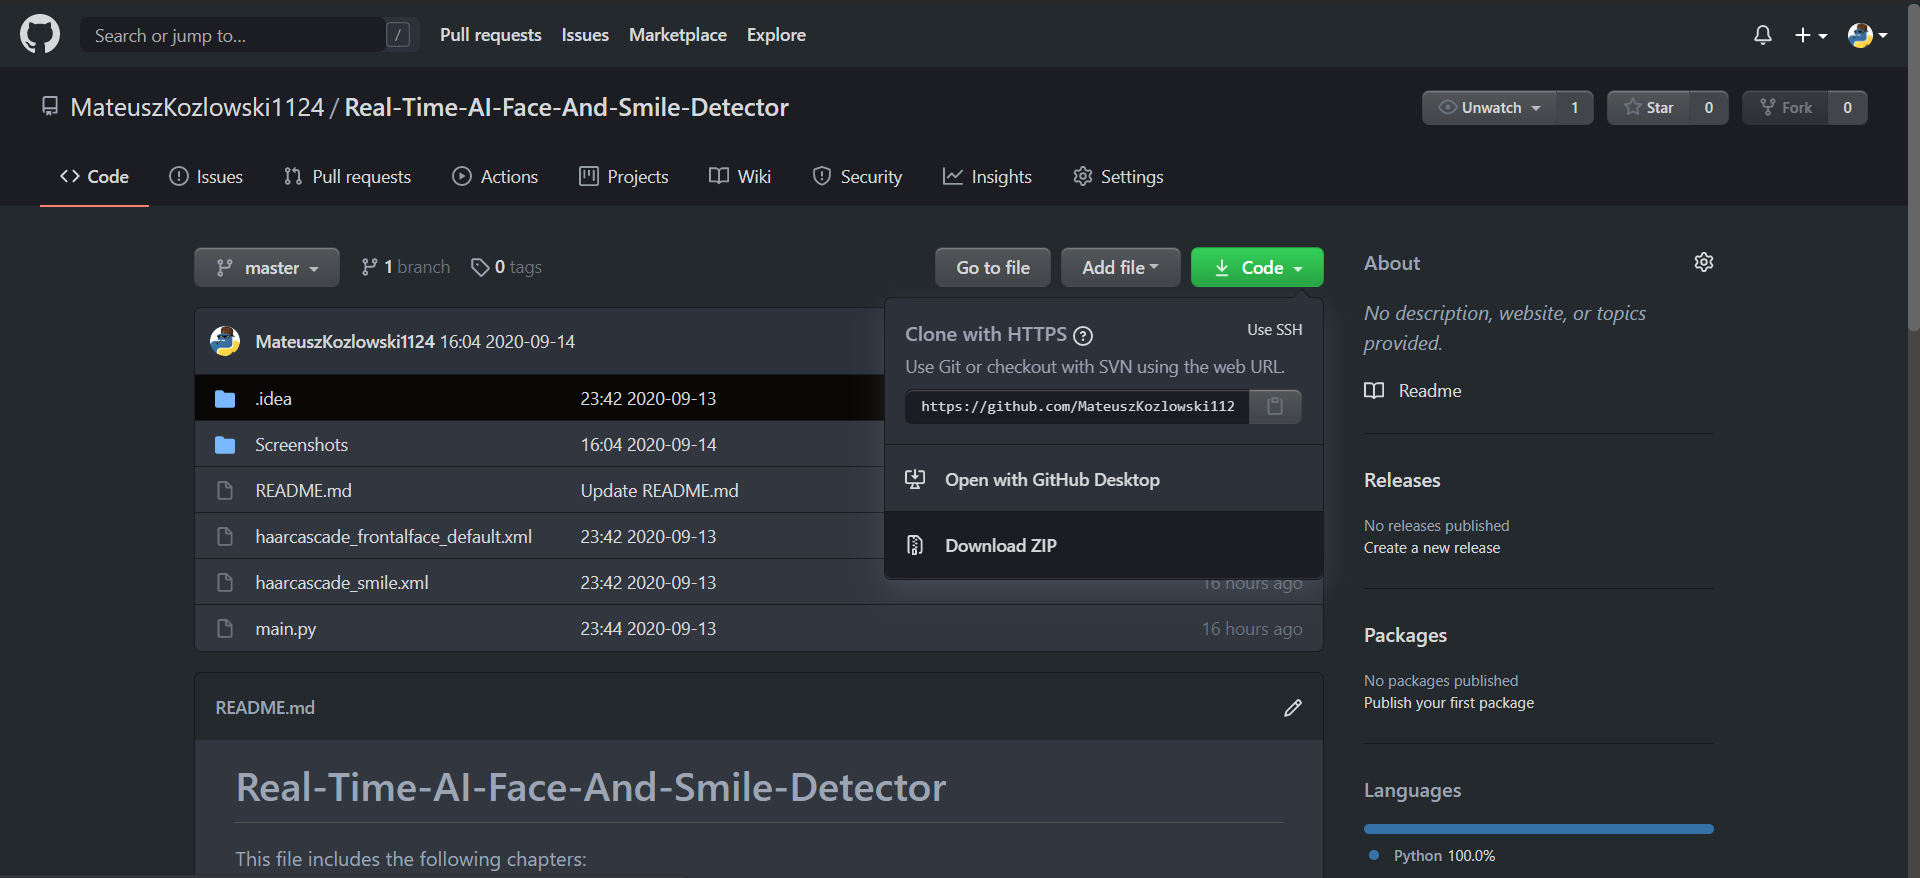 Search or jump to... /
Pull requests Issues Marketplace Explore
MateuszKozlowski1124 / Real-Time-AI-Face-And-Smile-Detector
Unwatch 1 Star 0 Fork 0
Code Issues Pull requests Actions Projects Wiki Security Insights Settings
master 1 branch 0 tags
Go to file Add file Code
MateuszKozlowski1124 16:04 2020-09-14
.idea 23:42 2020-09-13
Screenshots 16:04 2020-09-14
README.md Update README.md
haarcascade_frontalface_default.xml 23:42 2020-09-13
haarcascade_smile.xml 23:42 2020-09-13 16 hours ago
main.py 23:44 2020-09-13 16 hours ago
Clone with HTTPS ? Use SSH
Use Git or checkout with SVN using the web URL.
https://github.com/MateuszKozlowski112
Open with GitHub Desktop
Download ZIP
README.md
Real-Time-AI-Face-And-Smile-Detector
This file includes the following chapters:
About
No description, website, or topics
provided.
Readme
Releases
No releases published
Create a new release
Packages
No packages published
Publish your first package
Languages
Python 100.0%